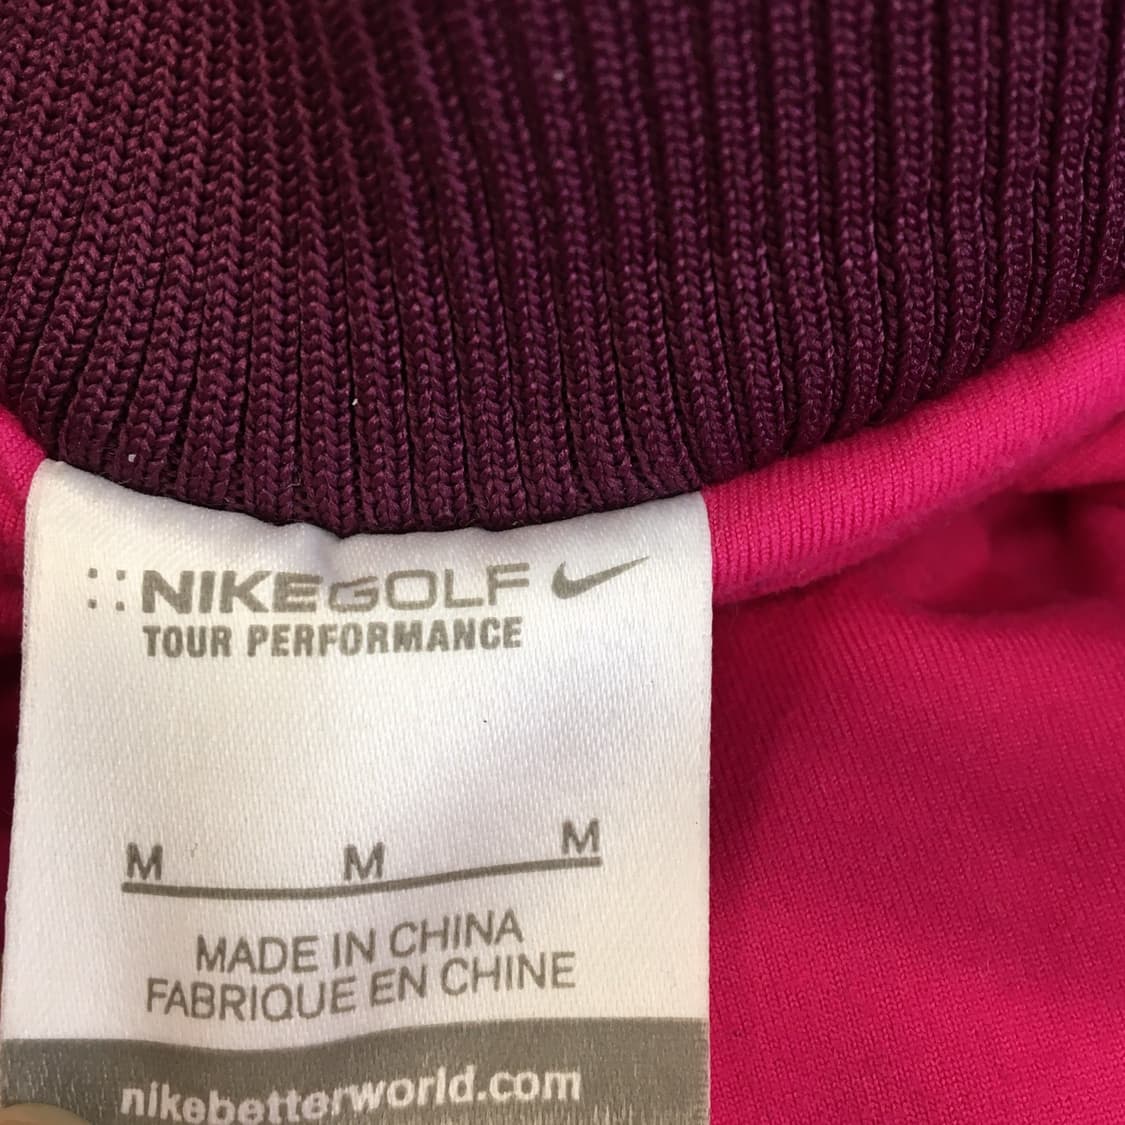 NIKEGOLF
TOUR PERFORMANCE
M M M
MADE IN CHINA
FABRIQUE EN CHINE
nikebetterworld.com